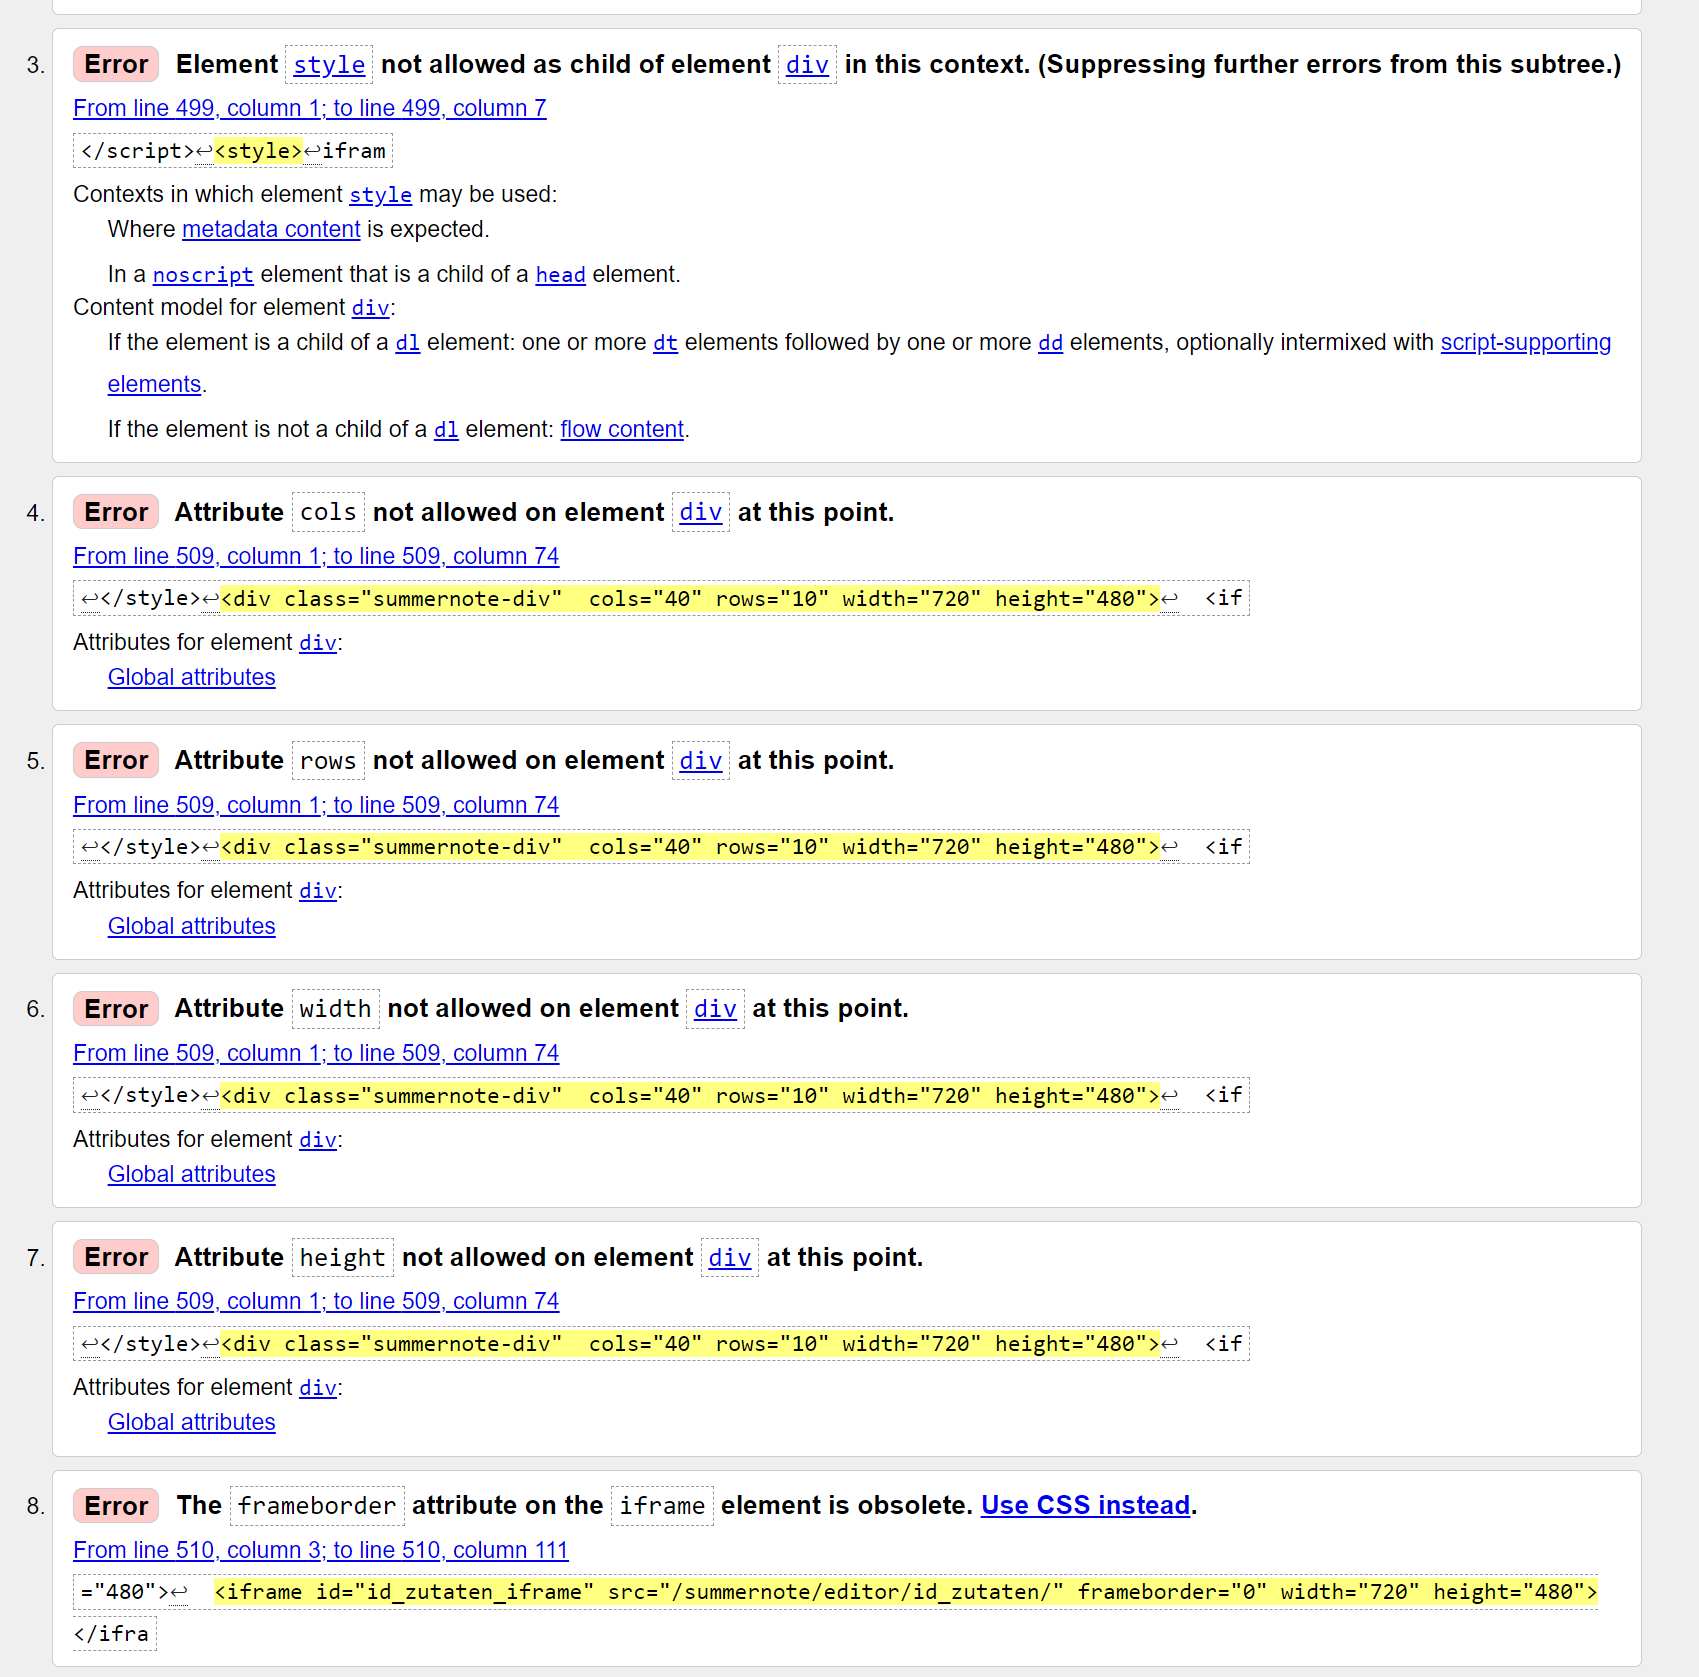 3. Error Element style not allowed as child of element div in this context. (Suppressing further errors from this subtree.)
From line 499, column 1; to line 499, column 7
</script>↩<style>↩ifram
Contexts in which element style may be used:
Where metadata content is expected.
In a noscript element that is a child of a head element.
Content model for element div:
If the element is a child of a dl element: one or more dt elements followed by one or more dd elements, optionally intermixed with script-supporting
elements.
If the element is not a child of a dl element: flow content.
4. Error Attribute cols not allowed on element div at this point.
From line 509, column 1; to line 509, column 74
↩</style>↩<div class="summernote-div"  cols="40" rows="10" width="720" height="480">↩  <if
Attributes for element div:
Global attributes
5. Error Attribute rows not allowed on element div at this point.
From line 509, column 1; to line 509, column 74
↩</style>↩<div class="summernote-div"  cols="40" rows="10" width="720" height="480">↩  <if
Attributes for element div:
Global attributes
6. Error Attribute width not allowed on element div at this point.
From line 509, column 1; to line 509, column 74
↩</style>↩<div class="summernote-div"  cols="40" rows="10" width="720" height="480">↩  <if
Attributes for element div:
Global attributes
7. Error Attribute height not allowed on element div at this point.
From line 509, column 1; to line 509, column 74
↩</style>↩<div class="summernote-div"  cols="40" rows="10" width="720" height="480">↩  <if
Attributes for element div:
Global attributes
8. Error The frameborder attribute on the iframe element is obsolete. Use CSS instead.
From line 510, column 3; to line 510, column 111
="480">↩  <iframe id="id_zutaten_iframe" src="/summernote/editor/id_zutaten/" frameborder="0" width="720" height="480">
</ifra